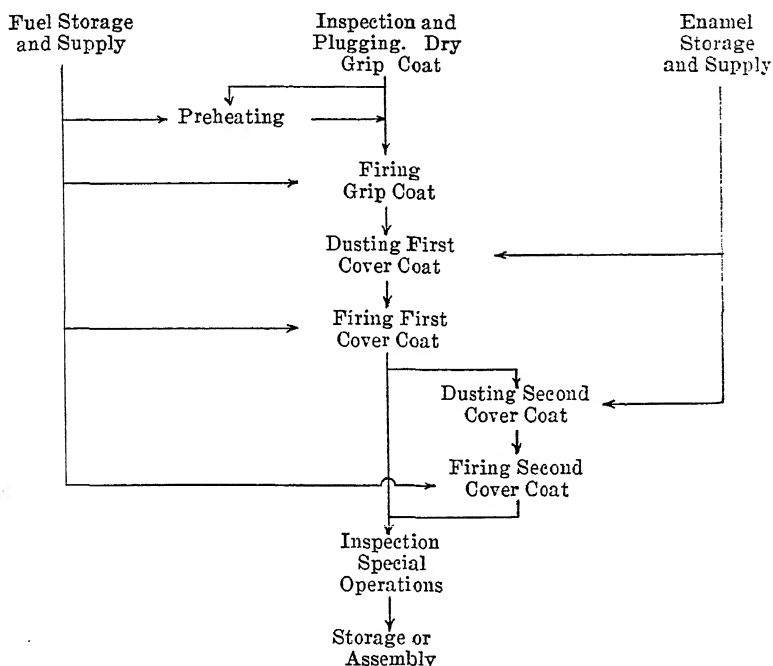 Fuel Storage
and Supply
Inspection and
Plugging. Dry
Grip Coat
Enamel
Storage
and Supply
Preheating
Firing
Grip Coat
Dusting First
Cover Coat
Firing First
Cover Coat
Dusting Second
Cover Coat
Firing Second
Cover Coat
Inspection
Special
Operations
Storage or
Assembly